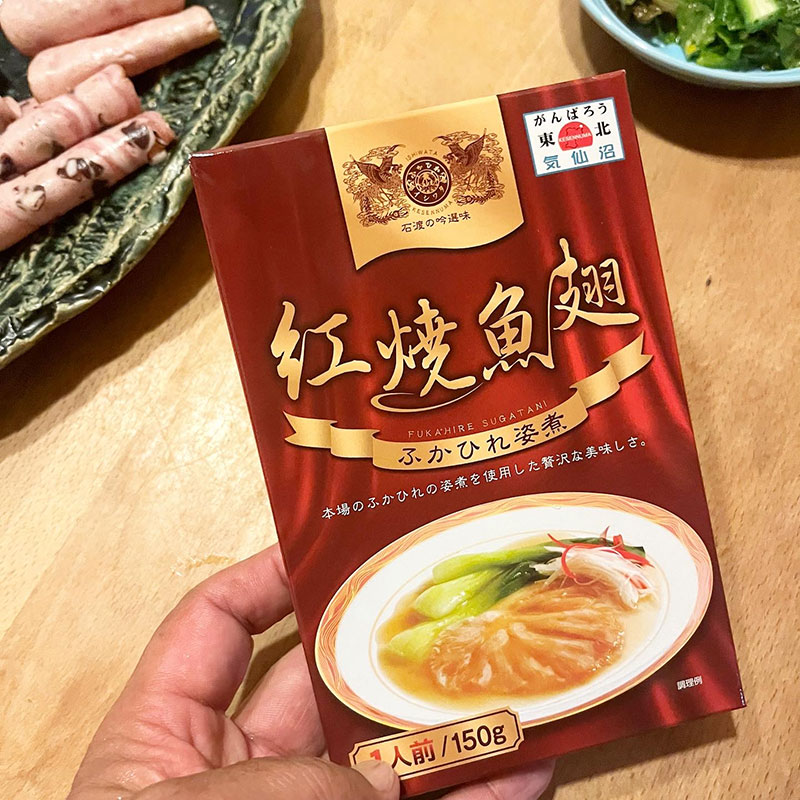 がんばろう
東北
KESENNUMA
気仙沼
ISHIWATA
KESENNUMA
石渡の吟選味
紅焼魚翅
FUKAHIRE SUGATANI
ふかひれ姿煮
本場のふかひれの姿煮を使用した贅沢な美味しさ。
調理例
1人前/150g